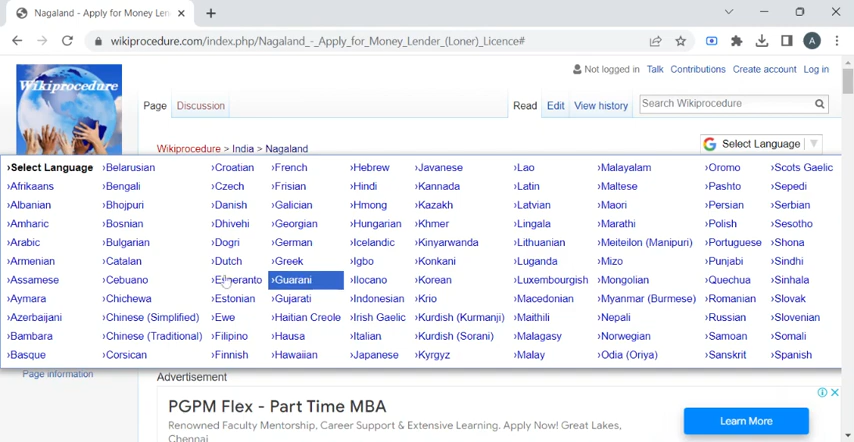 Nagaland - Apply for Money Len
wikiprocedure.com/index.php/Nagaland_-_Apply_for_Money_Lender_(Loner)_Licence#
A
Not logged in Talk Contributions Create account Log in
Wikiprocedure
Page Discussion Read Edit View history Search Wikiprocedure
Wikiprocedure > India > Nagaland
G Select Language
›Select Language ›Belarusian ›Croatian ›French ›Hebrew ›Javanese ›Lao ›Malayalam ›Oromo ›Scots Gaelic
›Afrikaans ›Bengali ›Czech ›Frisian ›Hindi ›Kannada ›Latin ›Maltese ›Pashto ›Sepedi
›Albanian ›Bhojpuri ›Danish ›Galician ›Hmong ›Kazakh ›Latvian ›Maori ›Persian ›Serbian
›Amharic ›Bosnian ›Dhivehi ›Georgian ›Hungarian ›Khmer ›Lingala ›Marathi ›Polish ›Sesotho
›Arabic ›Bulgarian ›Dogri ›German ›Icelandic ›Kinyarwanda ›Lithuanian ›Meiteilon (Manipuri) ›Portuguese ›Shona
›Armenian ›Catalan ›Dutch ›Greek ›Igbo ›Konkani ›Luganda ›Mizo ›Punjabi ›Sindhi
›Assamese ›Cebuano ›Esperanto ›Guarani ›Ilocano ›Korean ›Luxembourgish ›Mongolian ›Quechua ›Sinhala
›Aymara ›Chichewa ›Estonian ›Gujarati ›Indonesian ›Krio ›Macedonian ›Myanmar (Burmese) ›Romanian ›Slovak
›Azerbaijani ›Chinese (Simplified) ›Ewe ›Haitian Creole ›Irish Gaelic ›Kurdish (Kurmanji) ›Maithili ›Nepali ›Russian ›Slovenian
›Bambara ›Chinese (Traditional) ›Filipino ›Hausa ›Italian ›Kurdish (Sorani) ›Malagasy ›Norwegian ›Samoan ›Somali
›Basque ›Corsican ›Finnish ›Hawaiian ›Japanese ›Kyrgyz ›Malay ›Odia (Oriya) ›Sanskrit ›Spanish
Page information
Advertisement
PGPM Flex - Part Time MBA
Renowned Faculty Mentorship, Career Support & Extensive Learning. Apply Now! Great Lakes,
Chennai
Learn More